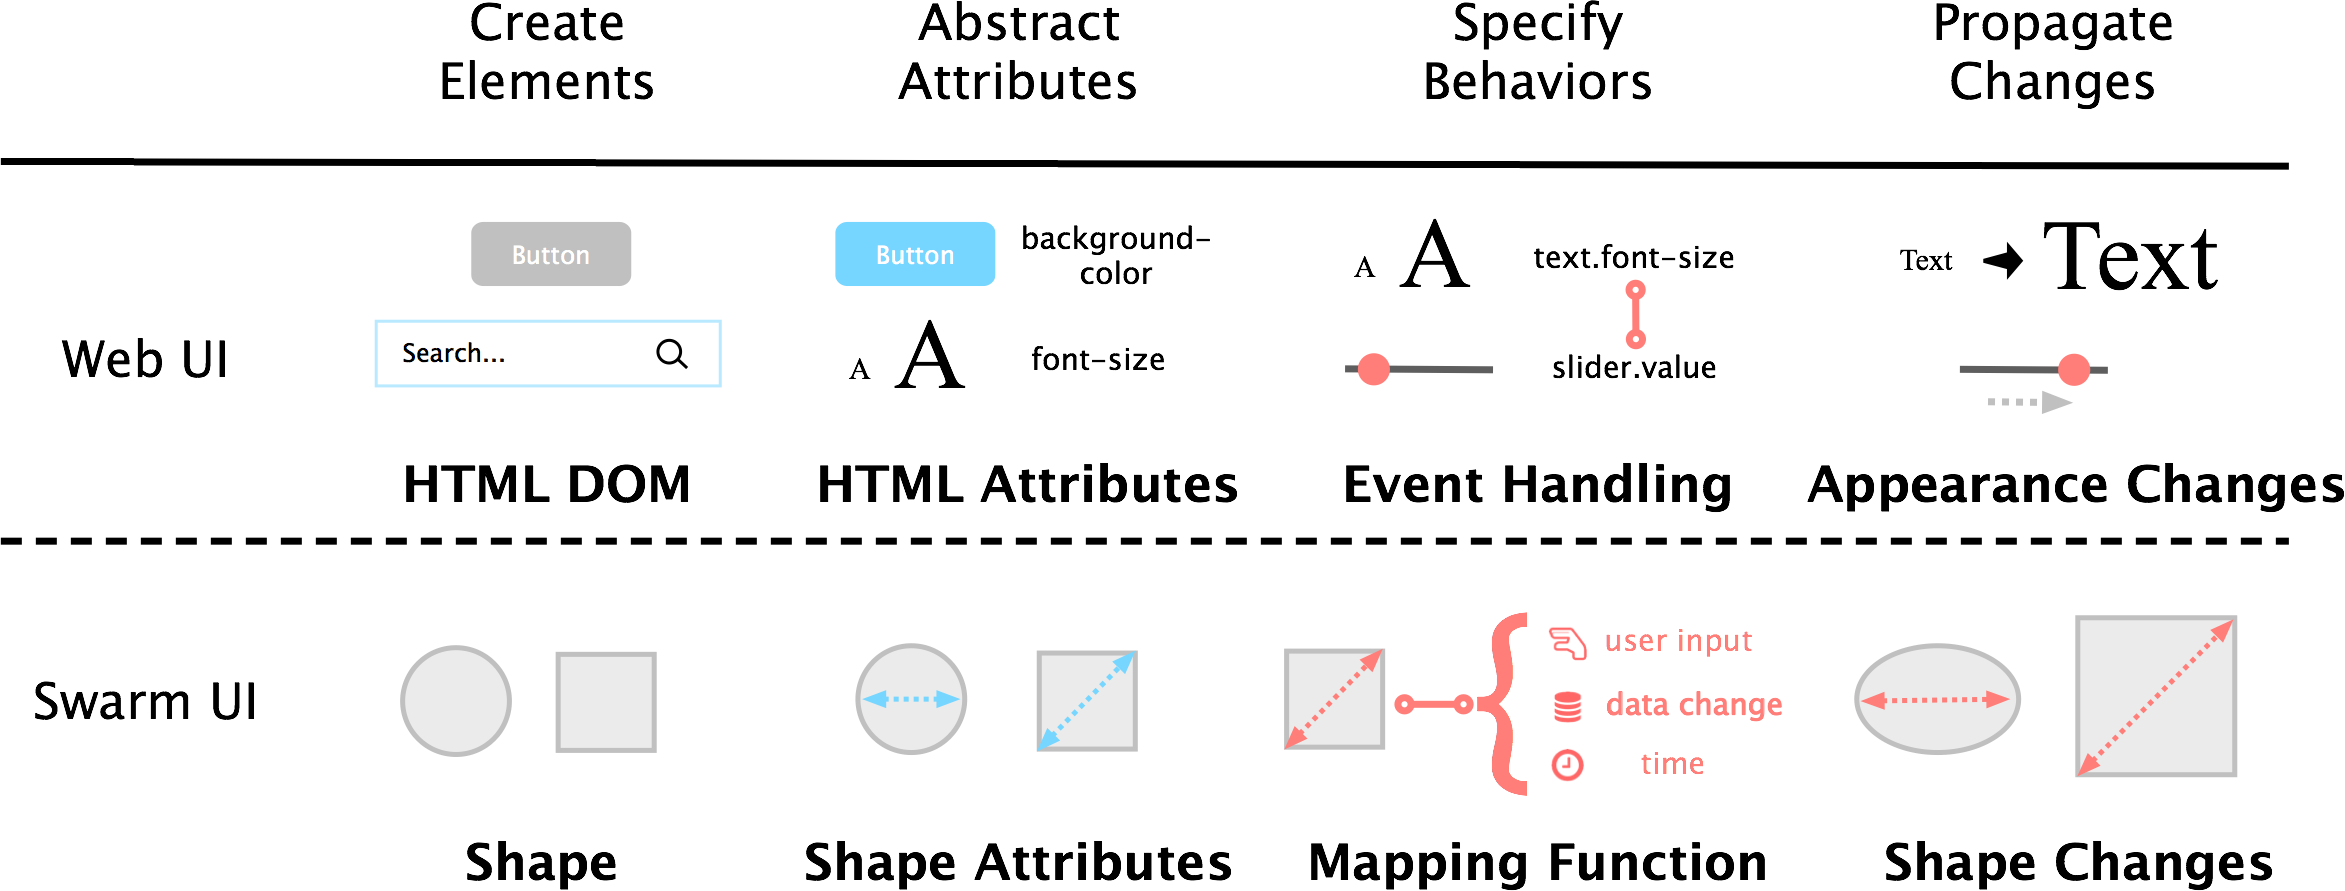 Create
Elements
Abstract
Attributes
Specify
Behaviors
Propagate
Changes
Web UI
Button
Search...
HTML DOM
Button
background-
color
A A
font-size
HTML Attributes
A A
text.font-size
slider.value
Event Handling
Text
Text
Appearance Changes
Swarm UI
Shape
Shape Attributes
user input
data change
time
Mapping Function
Shape Changes